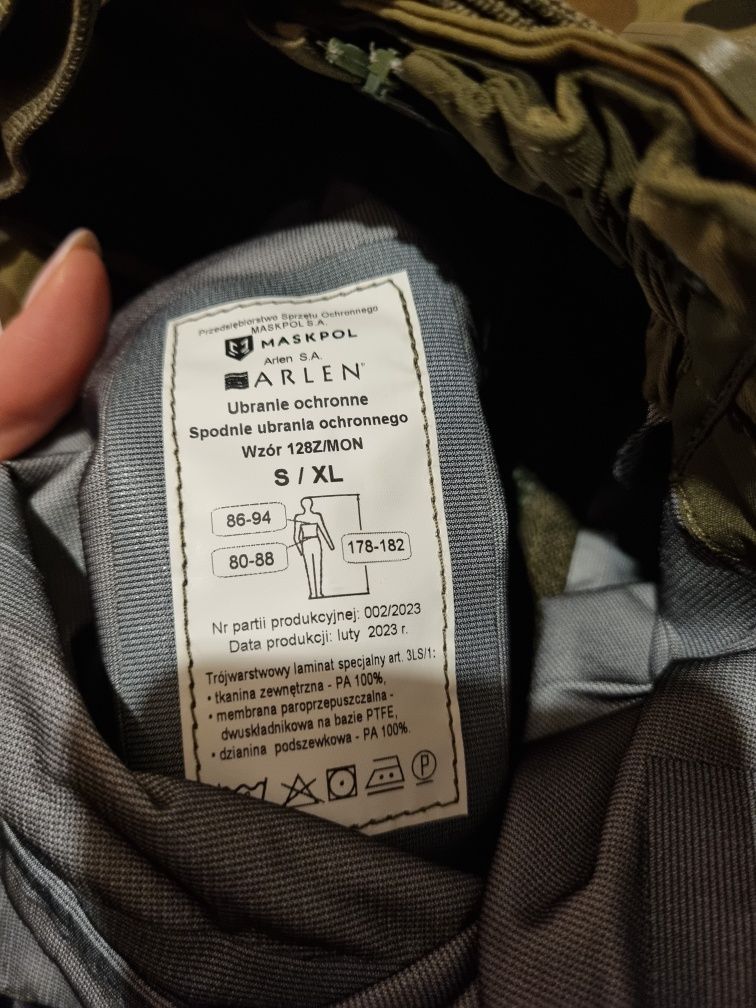 Przedsiębiorstwo Sprzętu Ochronnego
MASKPOL S.A.
MASKPOL
Arlen S.A.
ARLEN
Ubranie ochronne
Spodnie ubrania ochronnego
Wzór 128Z/MON
S / XL
86-94
80-88
178-182
Nr partii produkcyjnej: 002/2023
Data produkcji: luty 2023 r.
Trójwarstwowy laminat specjalny art. 3LS/1:
• tkanina zewnętrzna - PA 100%,
• membrana paroprzepuszczalna -
dwuskładnikowa na bazie PTFE,
• dzianina podszewkowa - PA 100%.
P